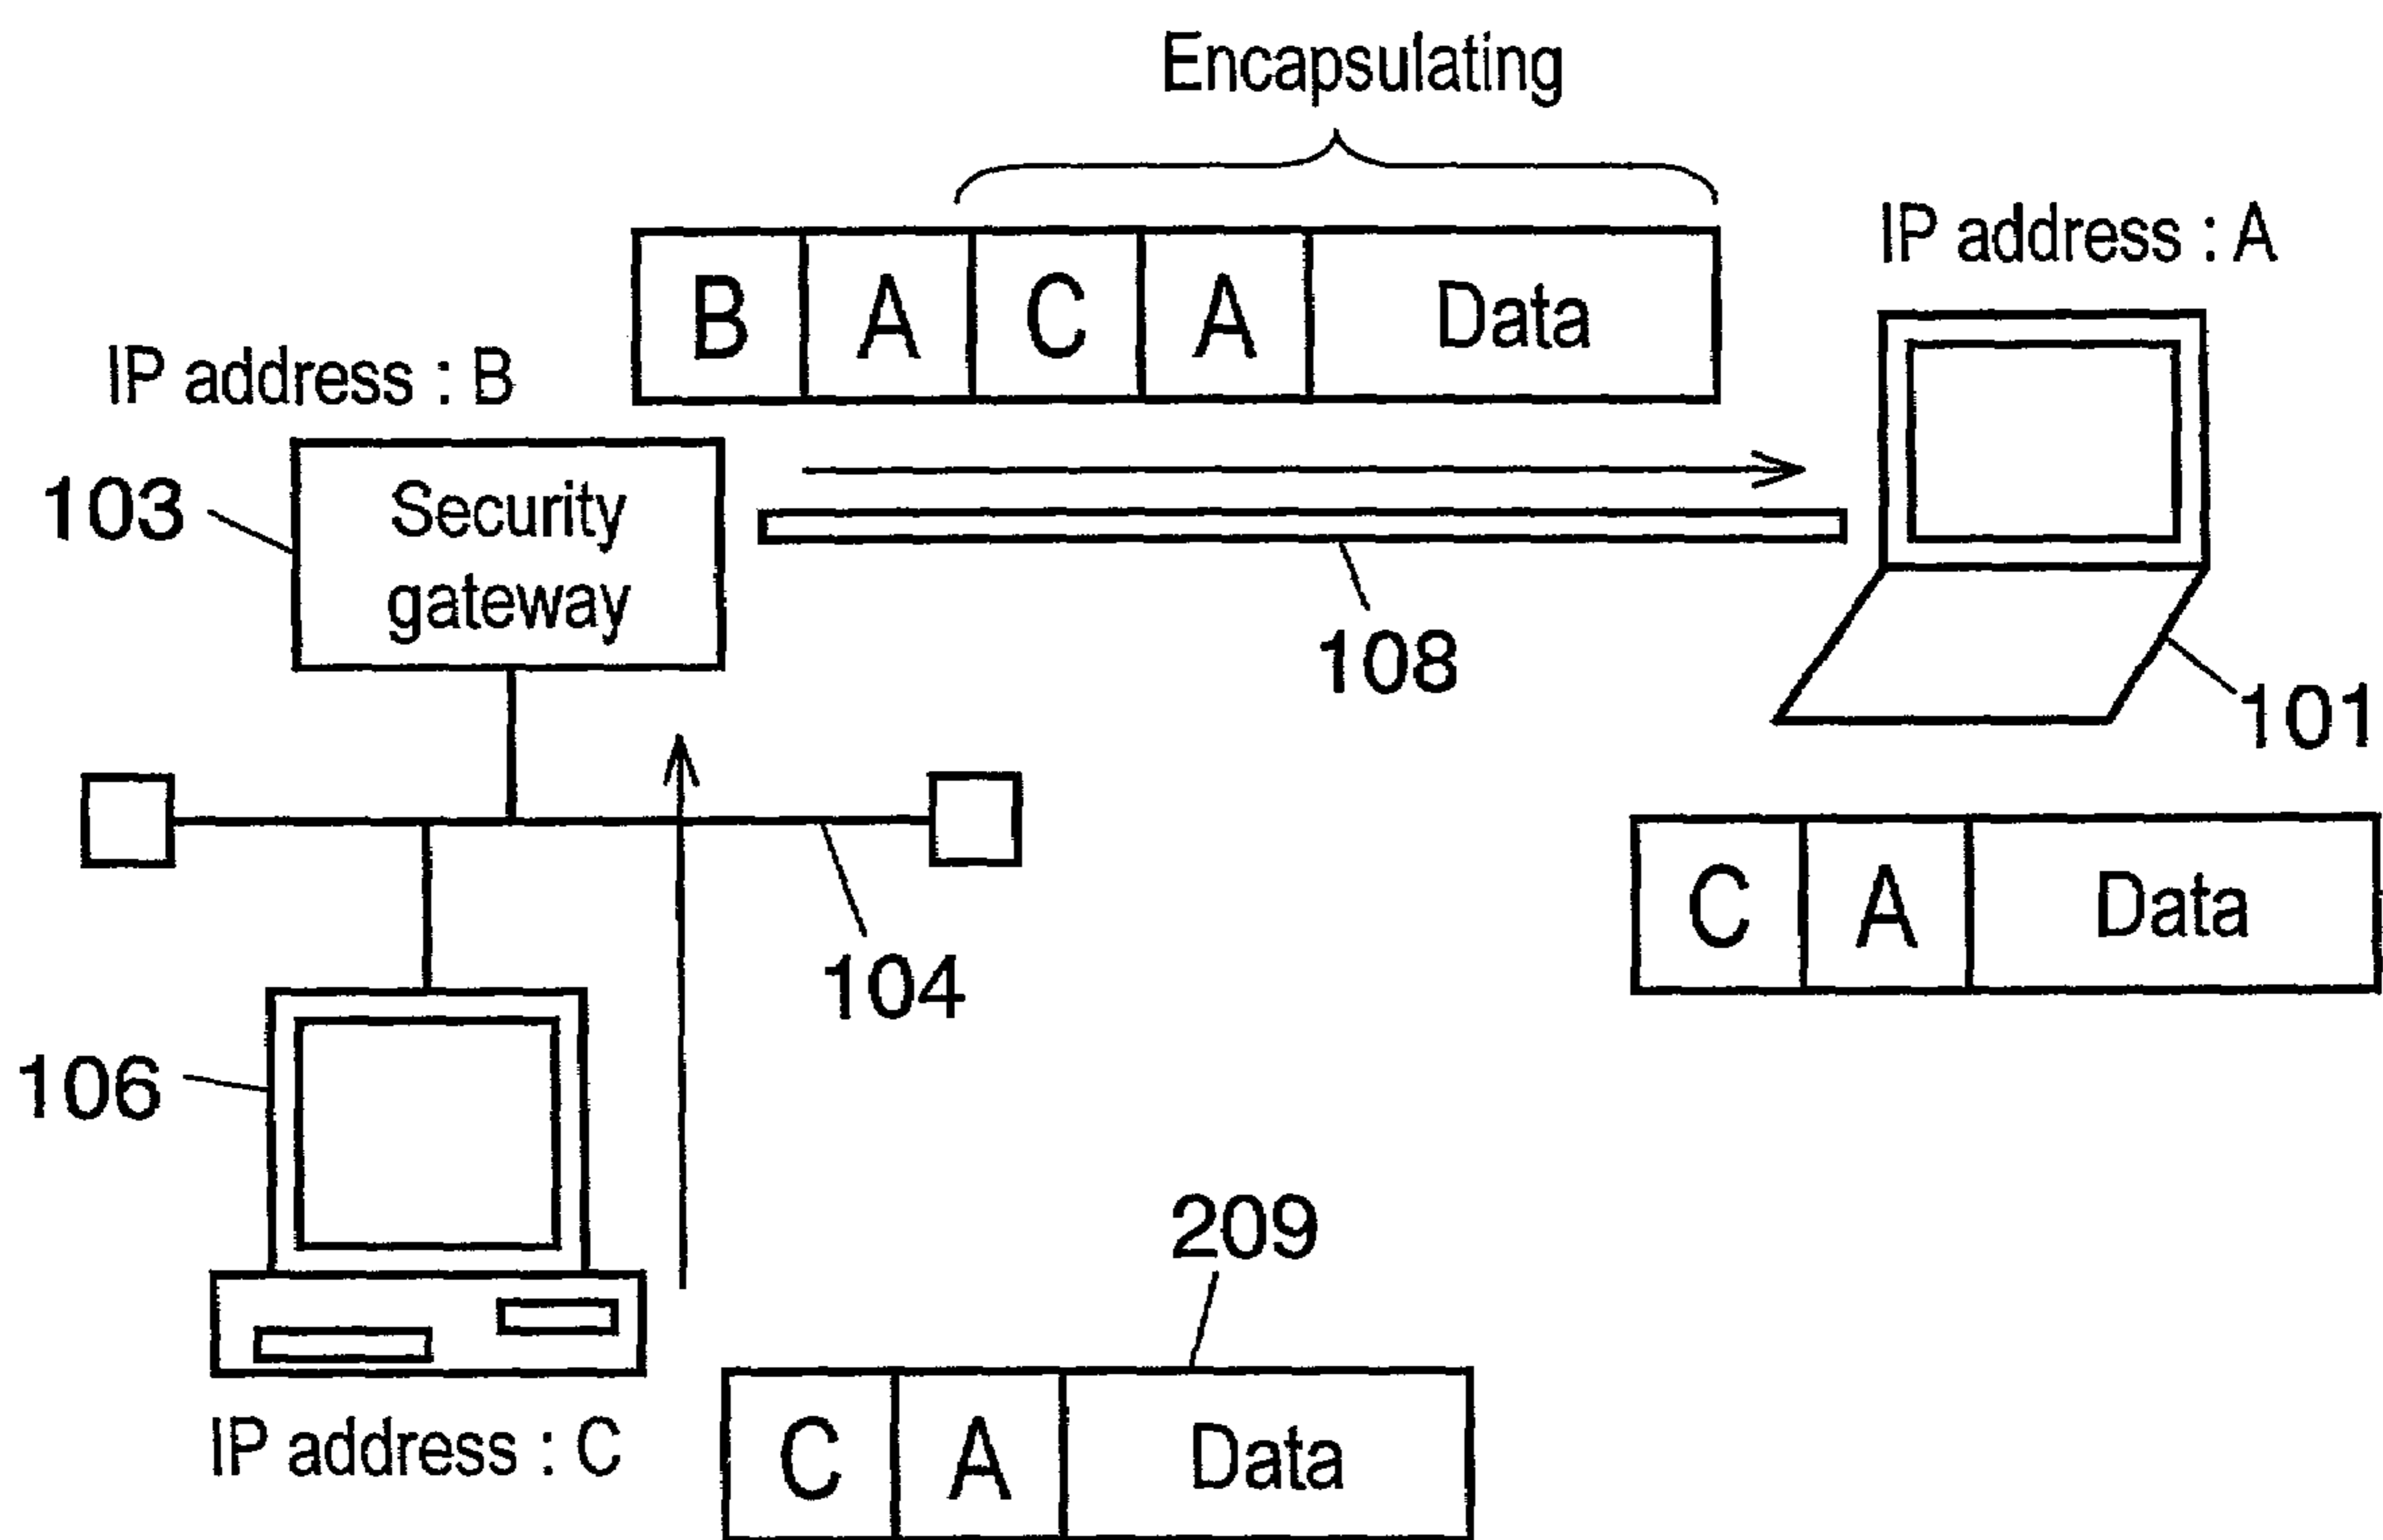 Encapsulating
IP address : A
B A C A Data
IP address : B
103
Security
gateway
108
101
C A Data
104
106
209
IP address : C
C A Data